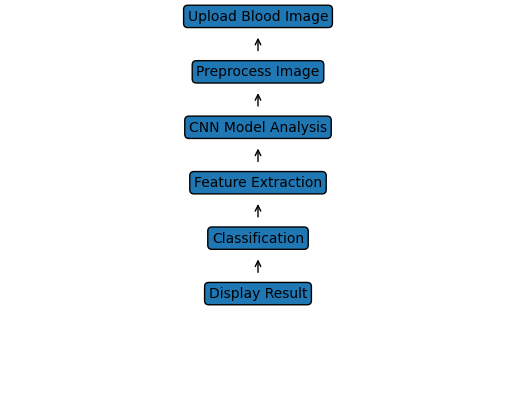 Upload Blood Image
Preprocess Image
CNN Model Analysis
Feature Extraction
Classification
Display Result